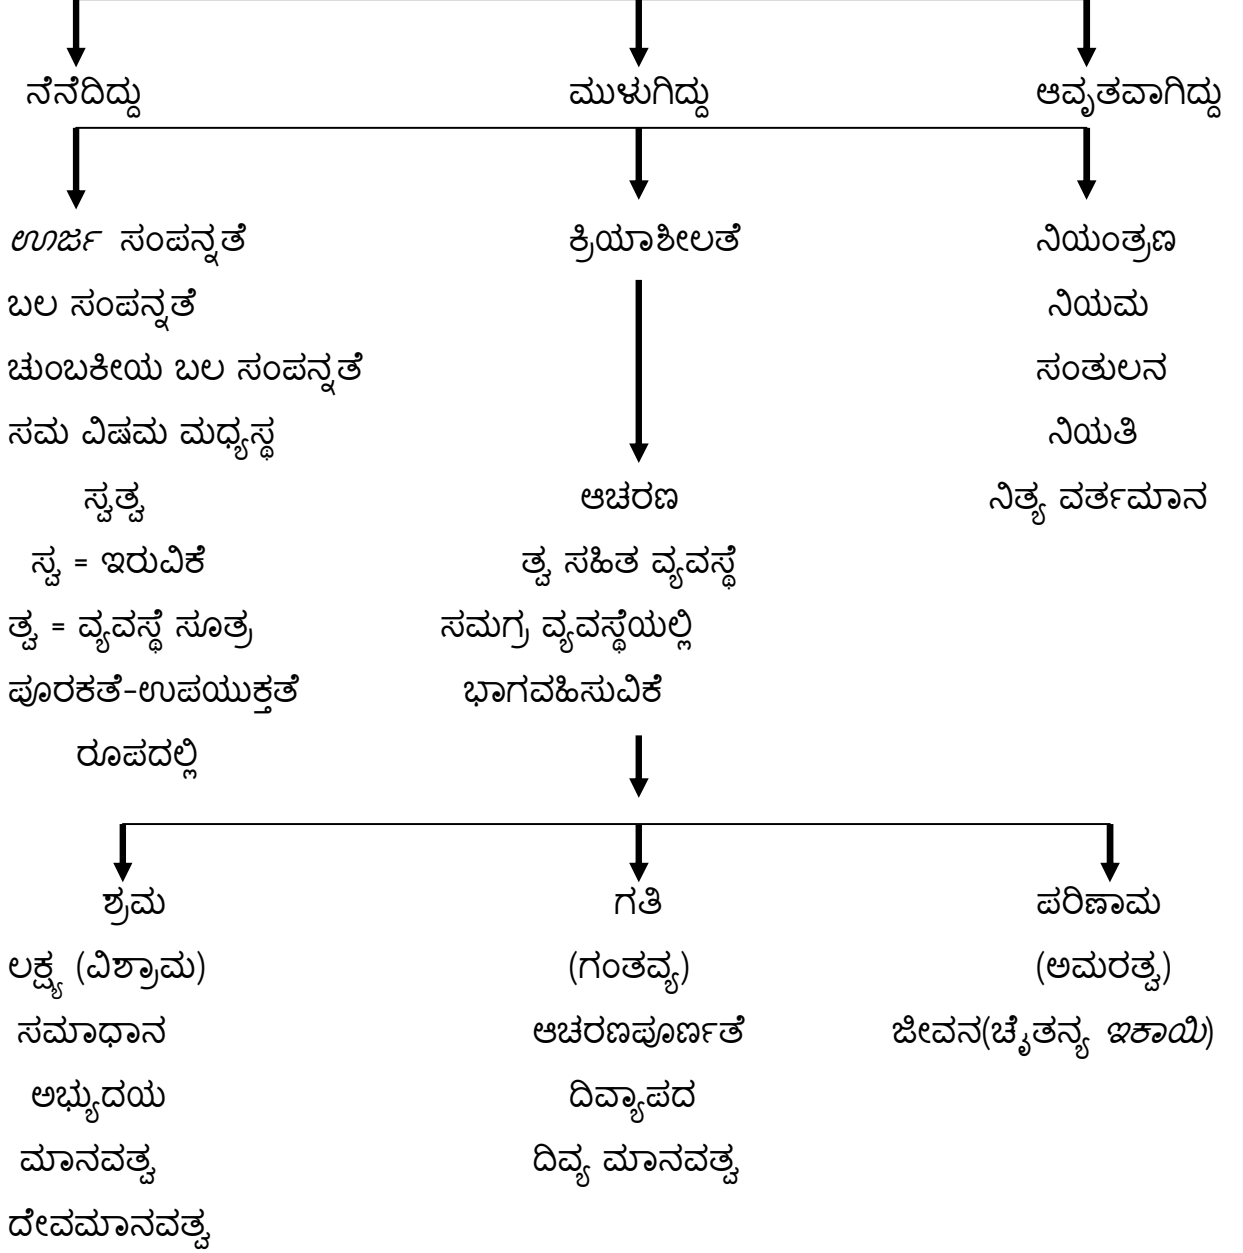 ನೆನೆದಿದ್ದು ಮುಳುಗಿದ್ದು ಆವೃತವಾಗಿದ್ದು
ಊರ್ಜ ಸಂಪನ್ನತೆ ಕ್ರಿಯಾಶೀಲತೆ ನಿಯಂತ್ರಣ
ಬಲ ಸಂಪನ್ನತೆ ನಿಯಮ
ಚುಂಬಕೀಯ ಬಲ ಸಂಪನ್ನತೆ ಸಂತುಲನ
ಸಮ ವಿಷಮ ಮಧ್ಯಸ್ಥ ನಿಯತಿ
ಸ್ವತ್ವ ಆಚರಣ ನಿತ್ಯ ವರ್ತಮಾನ
ಸ್ವ = ಇರುವಿಕೆ ತ್ವ ಸಹಿತ ವ್ಯವಸ್ಥೆ
ತ್ವ = ವ್ಯವಸ್ಥೆ ಸೂತ್ರ ಸಮಗ್ರ ವ್ಯವಸ್ಥೆಯಲ್ಲಿ
ಪೂರಕತೆ-ಉಪಯುಕ್ತತೆ ಭಾಗವಹಿಸುವಿಕೆ
ರೂಪದಲ್ಲಿ
ಶ್ರಮ ಗತಿ ಪರಿಣಾಮ
ಲಕ್ಷ್ಯ (ವಿಶ್ರಾಮ) (ಗಂತವ್ಯ) (ಅಮರತ್ವ)
ಸಮಾಧಾನ ಆಚರಣಪೂರ್ಣತೆ ಜೀವನ(ಚೈತನ್ಯ ಇಕಾಯಿ)
ಅಭ್ಯುದಯ ದಿವ್ಯಾಪದ
ಮಾನವತ್ವ ದಿವ್ಯ ಮಾನವತ್ವ
ದೇವಮಾನವತ್ವ